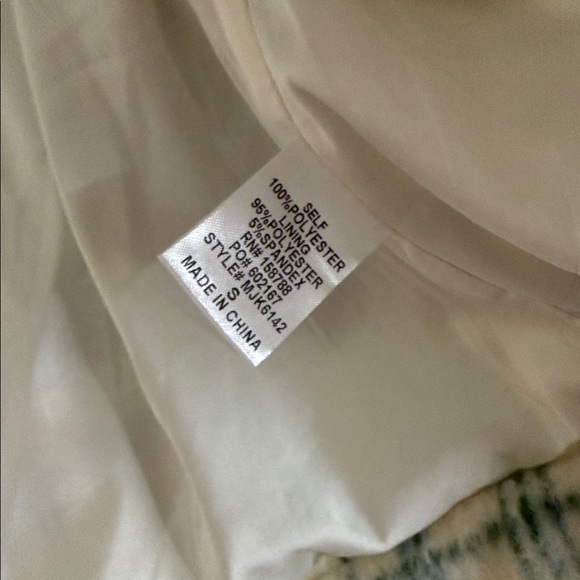 SELF
100%POLYESTER
LINING
95%POLYESTER
5%SPANDEX
RN# 158788
PO# 602167
STYLE# MJK6142
S
MADE IN CHINA